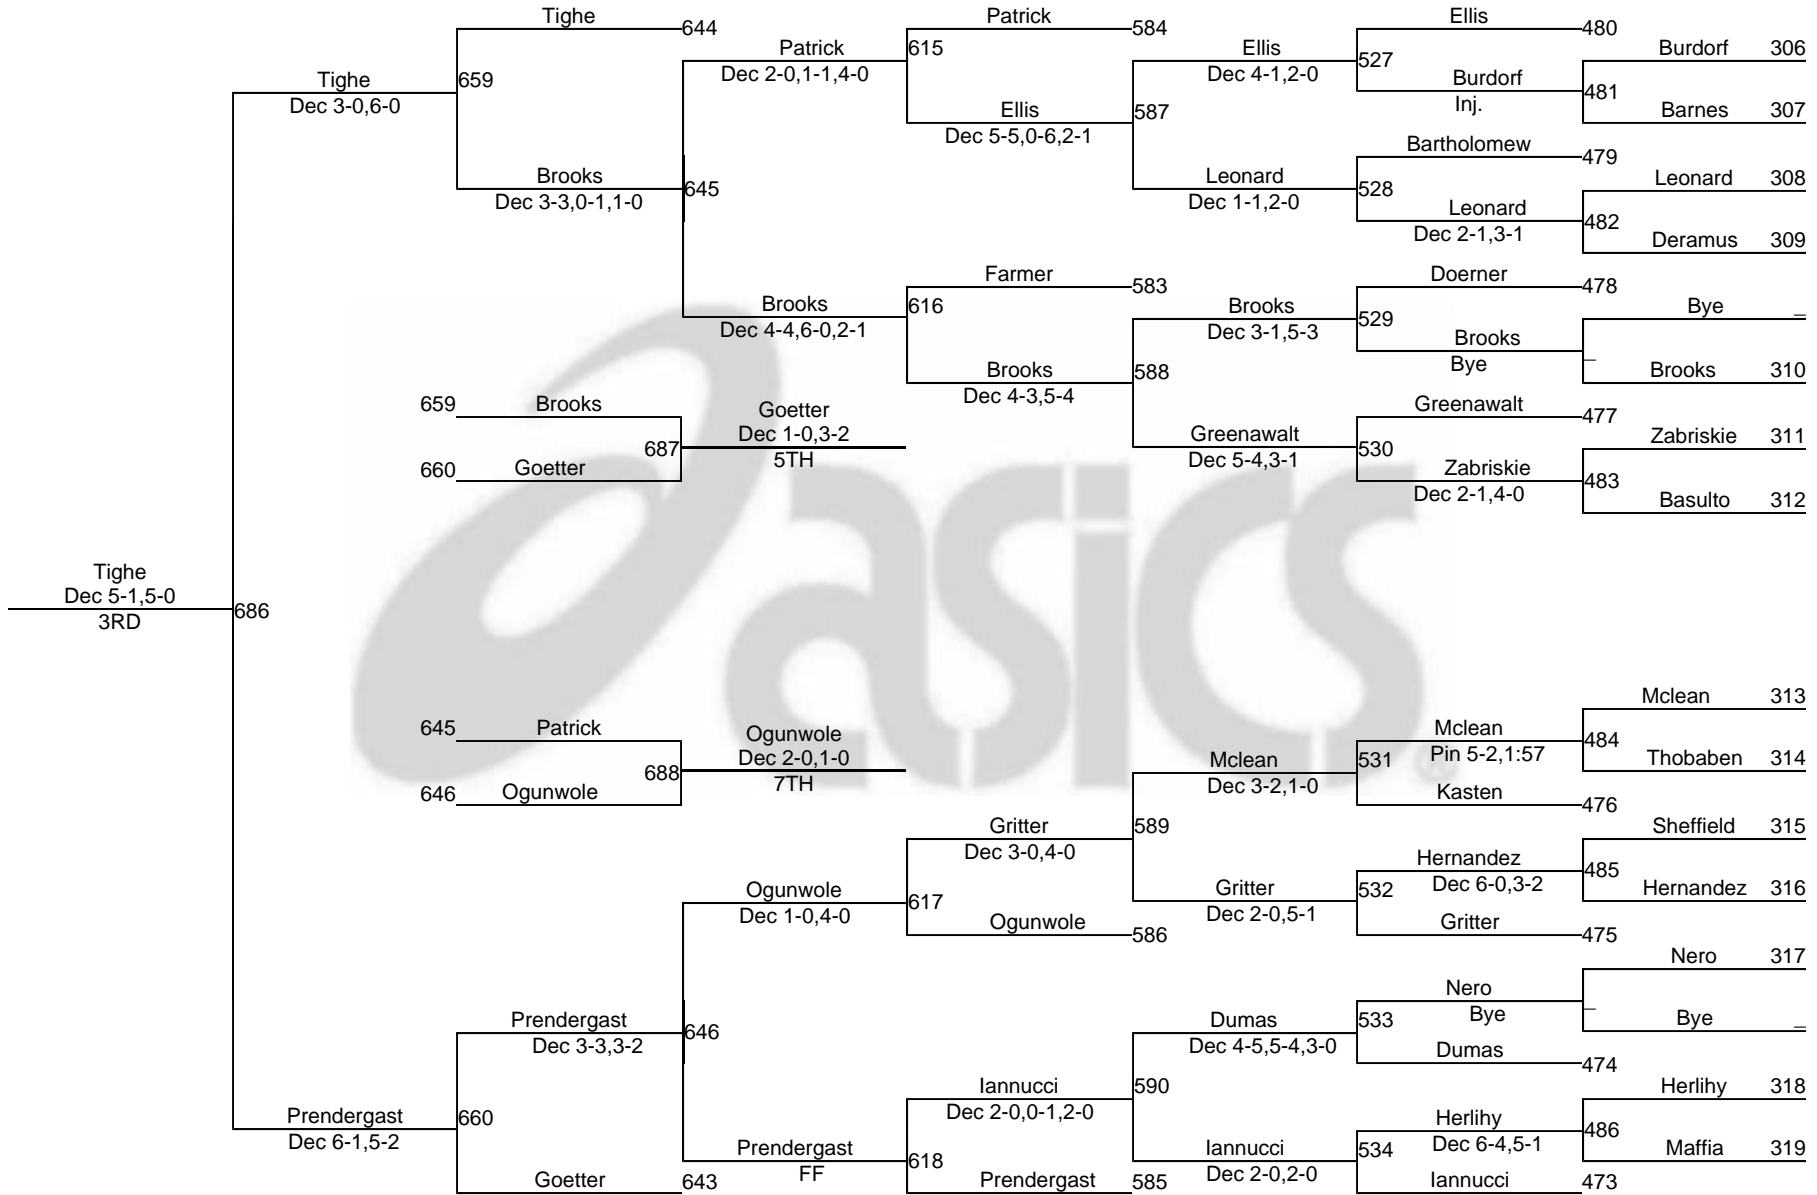 Tighe
644
Patrick
584
Ellis
480
Patrick
Dec 2-0,1-1,4-0
615
Ellis
Dec 4-1,2-0
527
Burdorf 306
Tighe
Dec 3-0,6-0
659
Burdorf
Inj.
481
Ellis
Dec 5-5,0-6,2-1
587
Barnes 307
Bartholomew
479
Brooks
Dec 3-3,0-1,1-0
645
Leonard
Dec 1-1,2-0
528
Leonard 308
Leonard
Dec 2-1,3-1
482
Deramus 309
Farmer
583
Doerner
478
Brooks
Dec 4-4,6-0,2-1
616
Brooks
Dec 3-1,5-3
529
Bye _
Brooks
Bye
_
Brooks
Dec 4-3,5-4
588
Brooks 310
659 Brooks
Goetter
Dec 1-0,3-2
5TH
687
660 Goetter
Greenawalt
477
Greenawalt
Dec 5-4,3-1
530
Zabriskie 311
Zabriskie
Dec 2-1,4-0
483
Basulto 312
asics
Tighe
Dec 5-1,5-0
3RD
686
Mclean 313
645 Patrick
Ogunwole
Dec 2-0,1-0
7TH
688
646 Ogunwole
Mclean
Dec 3-2,1-0
531
Mclean
Pin 5-2,1:57
484
®
Thobaben 314
Kasten
476
Gritter
Dec 3-0,4-0
589
Sheffield 315
Hernandez
Dec 6-0,3-2
485
Ogunwole
Dec 1-0,4-0
617
Gritter
Dec 2-0,5-1
532
Hernandez 316
Ogunwole
586
Gritter
475
Nero 317
Prendergast
Dec 3-3,3-2
646
Dumas
Dec 4-5,5-4,3-0
533
Nero
Bye
_
Bye _
Dumas
474
Iannucci
Dec 2-0,0-1,2-0
590
Herlihy 318
Prendergast
Dec 6-1,5-2
660
Herlihy
Dec 6-4,5-1
486
Prendergast
FF
618
Iannucci
Dec 2-0,2-0
534
Maffia 319
Goetter
643
Prendergast
585
Iannucci
473